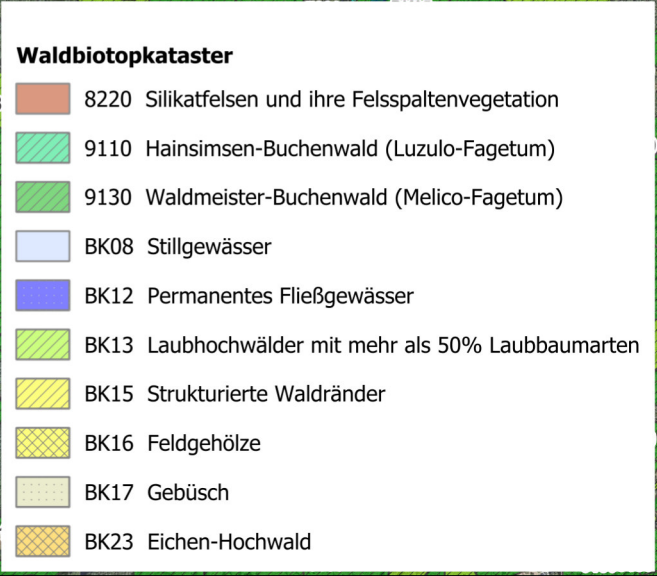 Waldbiotopkataster
8220 Silikatfelsen und ihre Felsspaltenvegetation
9110 Hainsimsen-Buchenwald (Luzulo-Fagetum)
9130 Waldmeister-Buchenwald (Melico-Fagetum)
BK08 Stillgewässer
BK12 Permanentes Fließgewässer
BK13 Laubhochwälder mit mehr als 50% Laubbaumarten
BK15 Strukturierte Waldränder
BK16 Feldgehölze
BK17 Gebüsch
BK23 Eichen-Hochwald